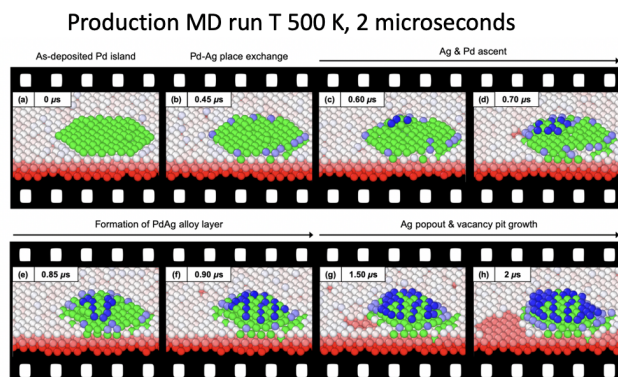 Production MD run T 500 K, 2 microseconds
As-deposited Pd island
Pd-Ag place exchange
Ag & Pd ascent
(a) 0 µs
(b) 0.45 µs
(c) 0.60 µs
(d) 0.70 µs
Formation of PdAg alloy layer
Ag popout & vacancy pit growth
(e) 0.85 µs
(f) 0.90 µs
(g) 1.50 µs
(h) 2 µs